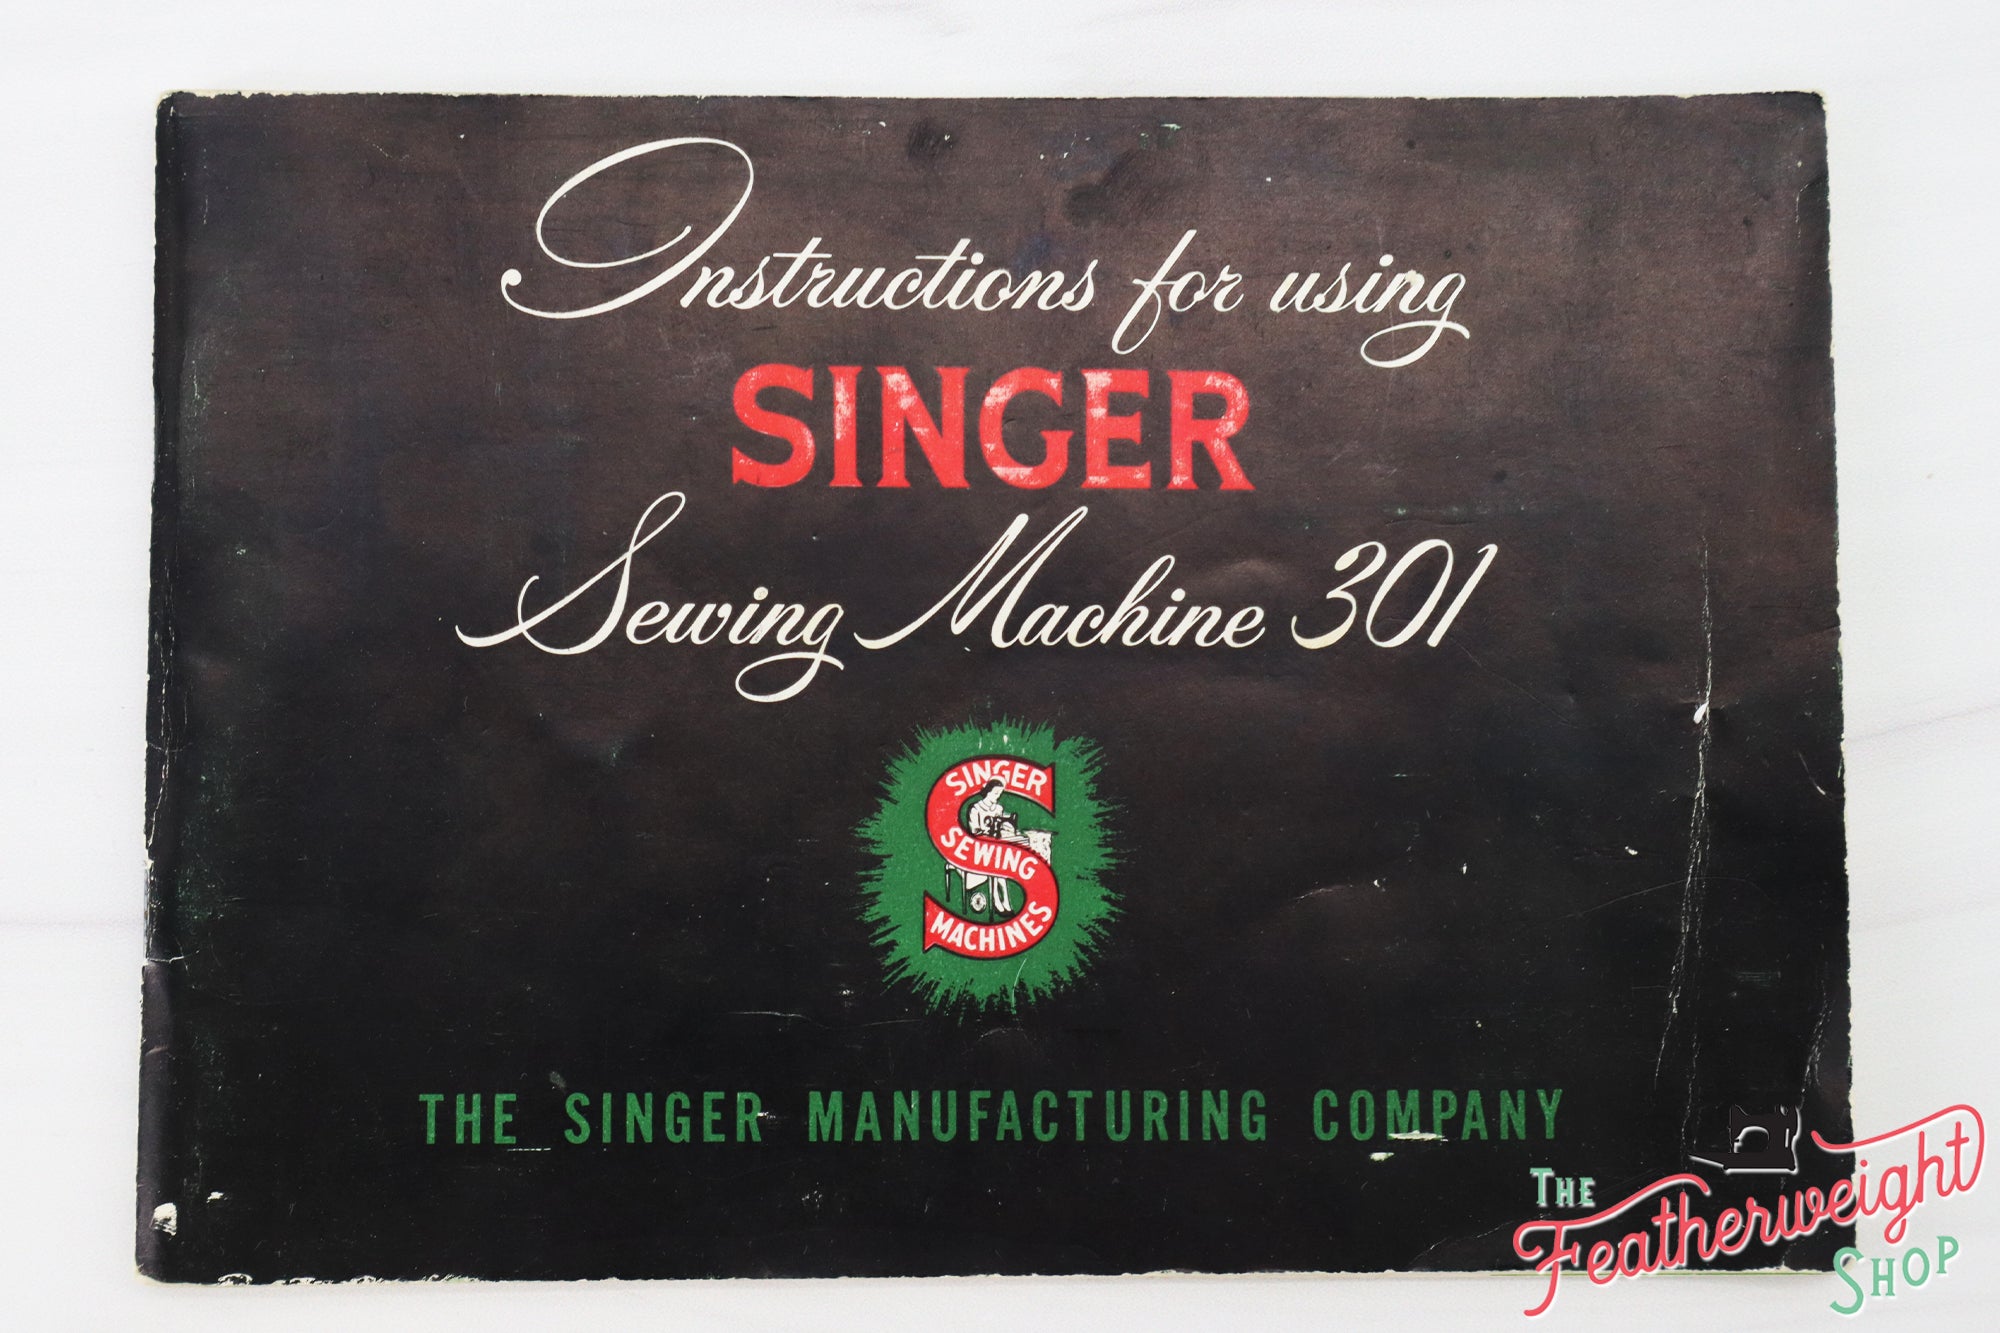 Instructions for using
SINGER
Sewing Machine 301
SINGER
SEWING
MACHINES
THE SINGER MANUFACTURING COMPANY
THE
Featherweight
SHOP